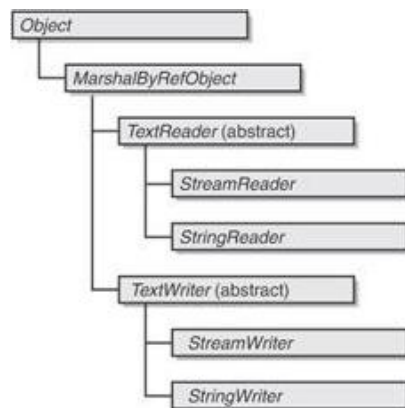 Object
MarshalByRefObject
TextReader (abstract)
StreamReader
StringReader
TextWriter (abstract)
StreamWriter
StringWriter